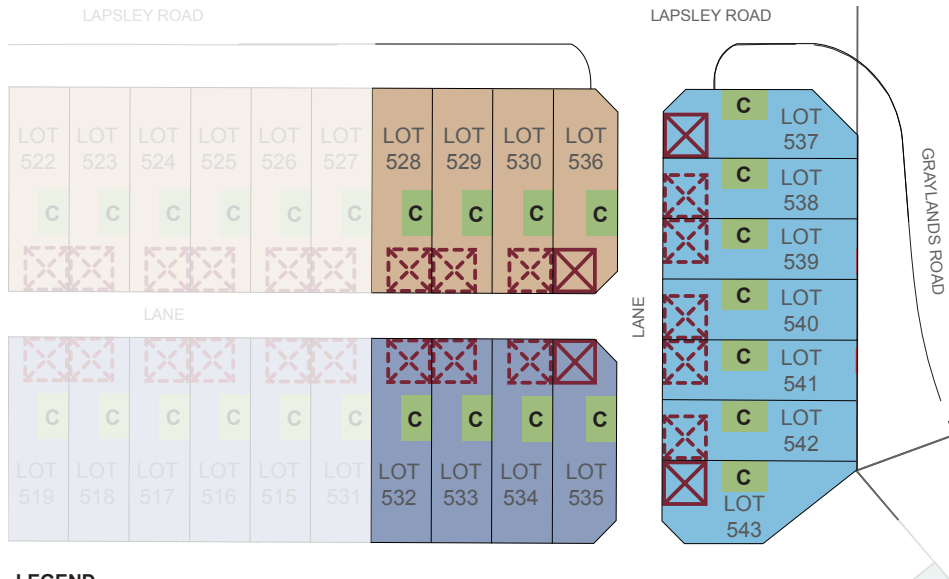 LAPSLEY ROAD
LAPSLEY ROAD
LOT
522
LOT
523
LOT
524
LOT
525
LOT
526
LOT
527
LOT
528
LOT
529
LOT
530
LOT
536
C
C
C
C
C
C
C
C
C
C
LANE
C
C
C
C
C
C
C
C
C
C
LOT
519
LOT
518
LOT
517
LOT
516
LOT
515
LOT
531
LOT
532
LOT
533
LOT
534
LOT
535
LANE
C
LOT
537
C
LOT
538
C
LOT
539
C
LOT
540
C
LOT
541
C
LOT
542
C
LOT
543
GRAYLANDS ROAD
LEGEND